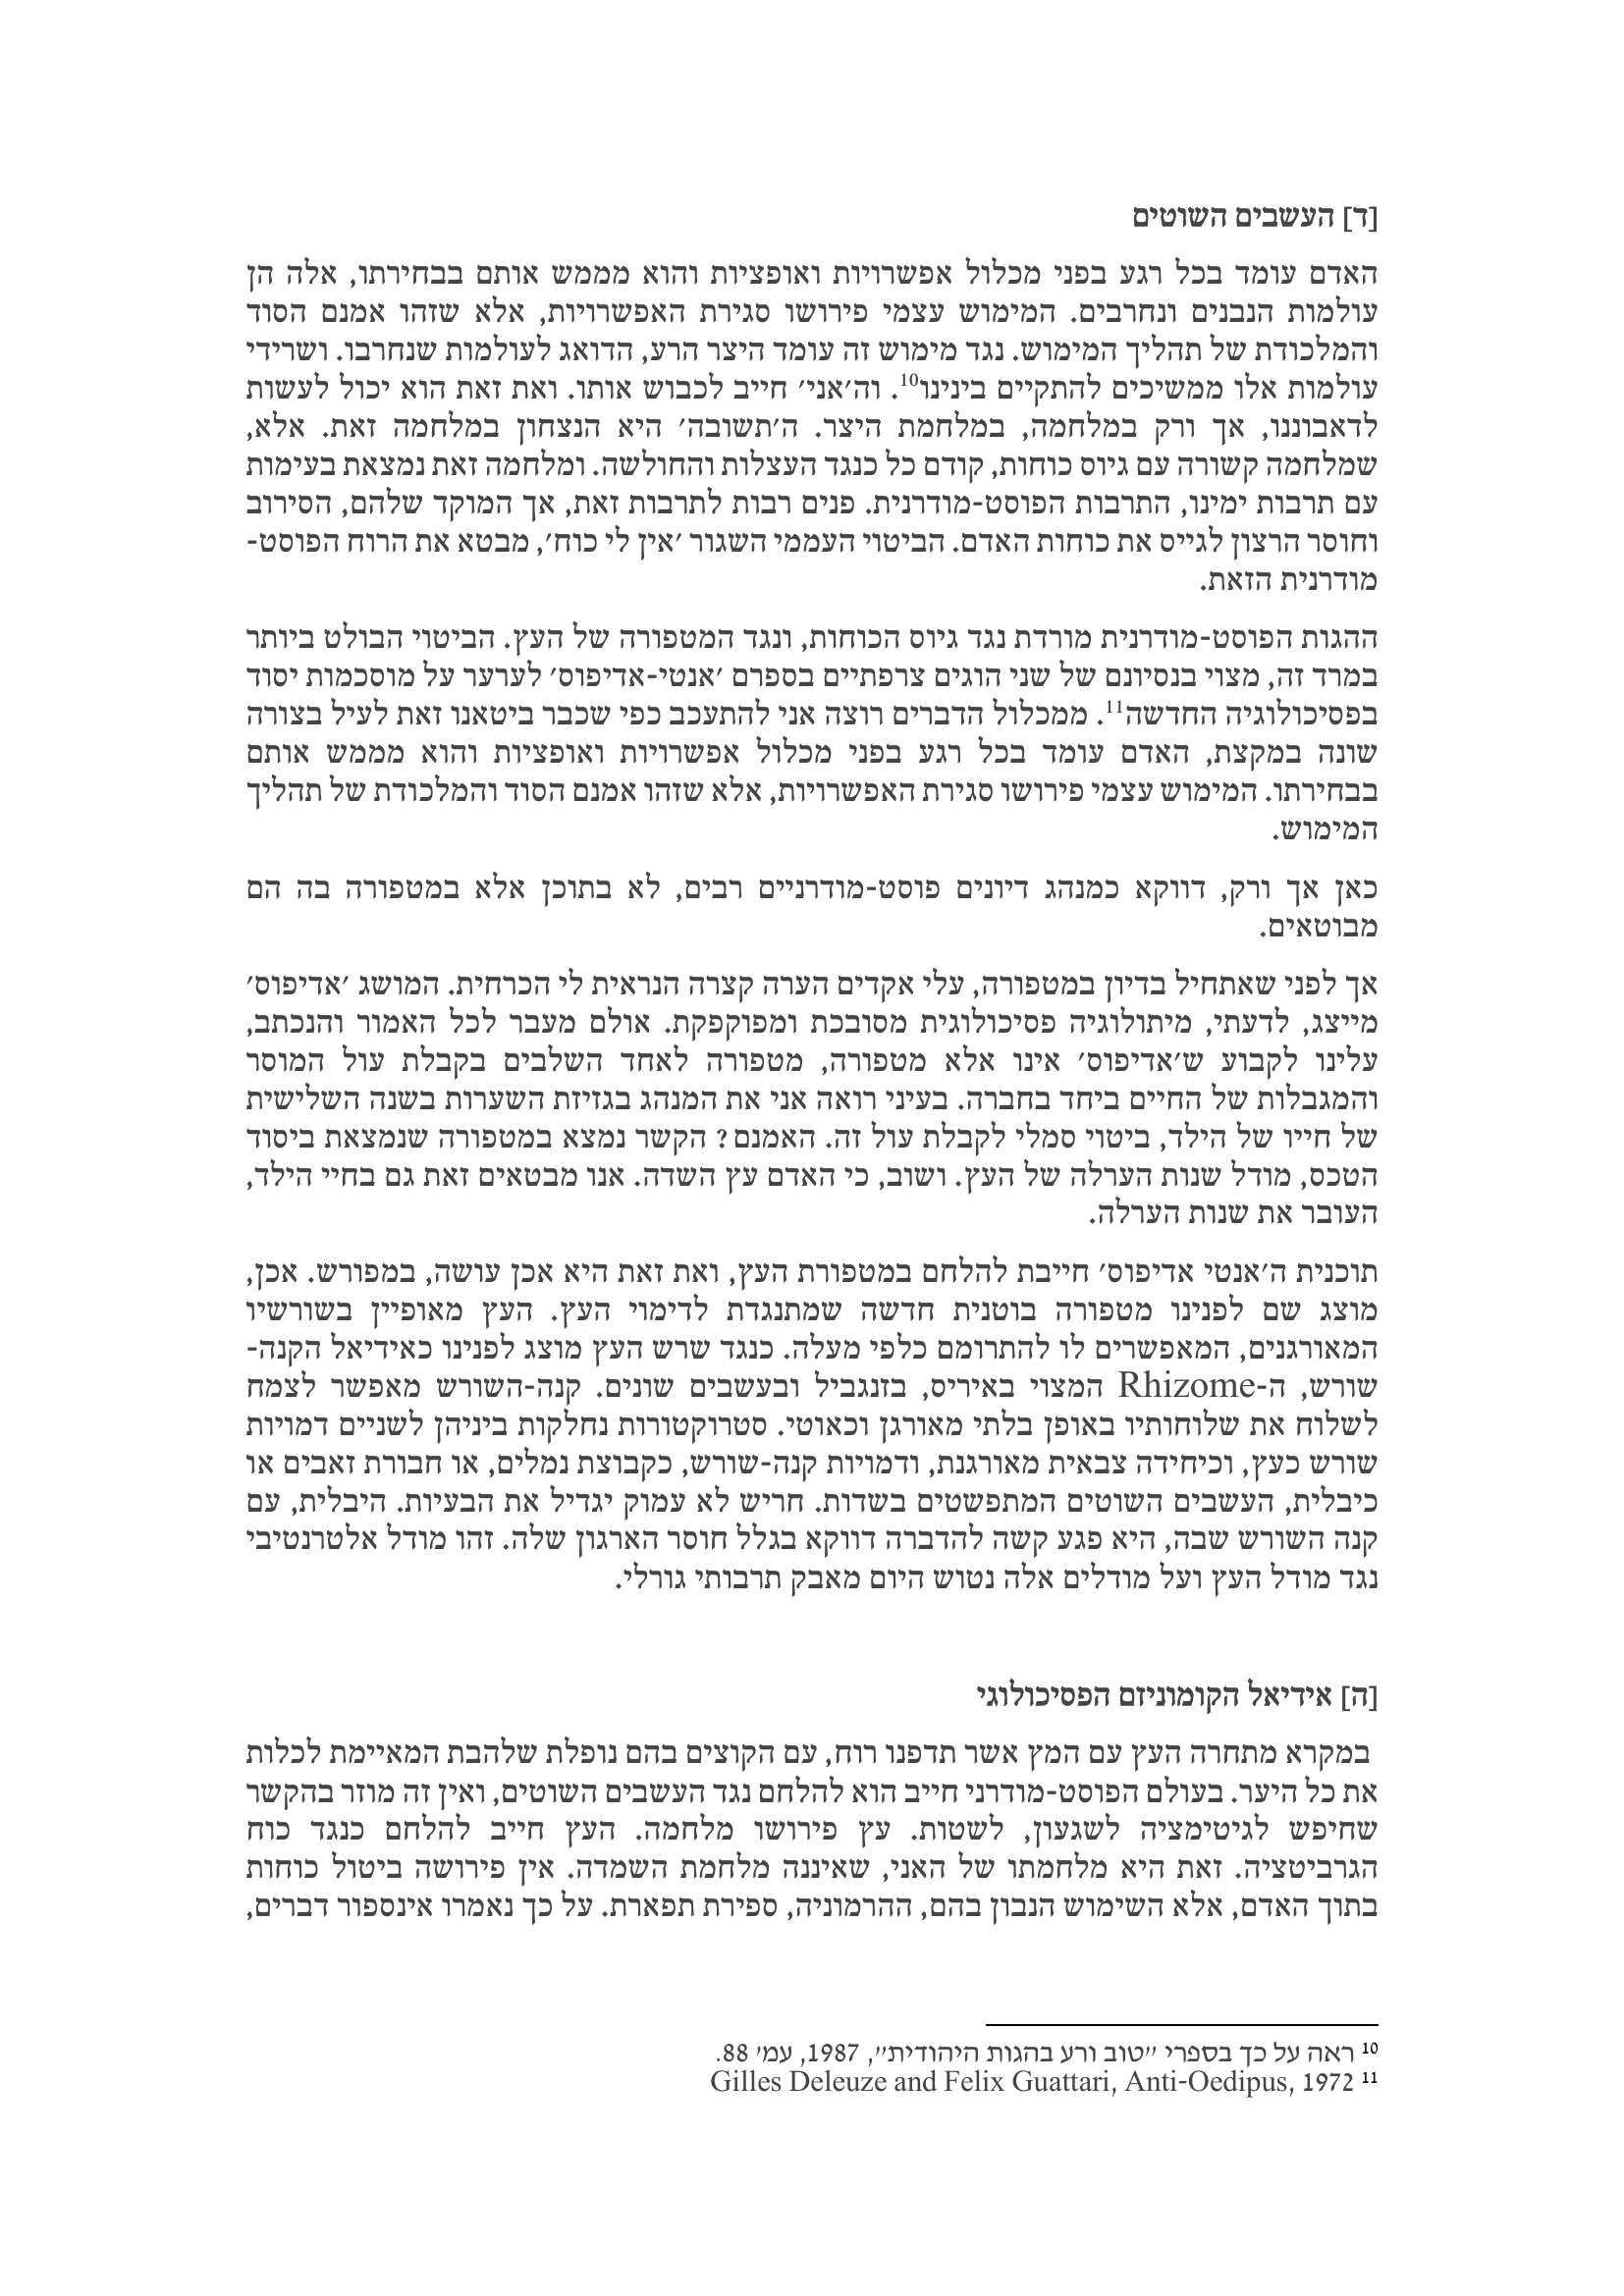 [ד] העשבים השוטים
האדם עומד בכל רגע בפני מכלול אפשרויות ואופציות והוא מממש אותם בבחירתו, אלה הן
עולמות הנבנים ונחרבים. המימוש עצמי פירושו סגירת האפשרויות, אלא שזהו אמנם הסוד
והמלכודת של תהליך המימוש. נגד מימוש זה עומד היצר הרע, הדואג לעולמות שנחרבו. ושרידי
עולמות אלו ממשיכים להתקיים בינינו10. וה'אני' חייב לכבוש אותו. ואת זאת הוא יכול לעשות
לדאבוננו, אך ורק במלחמה, במלחמת היצר. ה'תשובה' היא הנצחון במלחמה זאת. אלא,
שמלחמה קשורה עם גיוס כוחות, קודם כל כנגד העצלות והחולשה. ומלחמה זאת נמצאת בעימות
עם תרבות ימינו, התרבות הפוסט-מודרנית. פנים רבות לתרבות זאת, אך המוקד שלהם, הסירוב
וחוסר הרצון לגייס את כוחות האדם. הביטוי העממי השגור 'אין לי כוח', מבטא את הרוח הפוסט-
מודרנית הזאת.
ההגות הפוסט-מודרנית מורדת נגד גיוס הכוחות, ונגד המטפורה של העץ. הביטוי הבולט ביותר
במרד זה, מצוי בנסיונם של שני הוגים צרפתיים בספרם 'אנטי-אדיפוס' לערער על מוסכמות יסוד
בפסיכולוגיה החדשה11. ממכלול הדברים רוצה אני להתעכב כפי שכבר ביטאנו זאת לעיל בצורה
שונה במקצת, האדם עומד בכל רגע בפני מכלול אפשרויות ואופציות והוא מממש אותם
בבחירתו. המימוש עצמי פירושו סגירת האפשרויות, אלא שזהו אמנם הסוד והמלכודת של תהליך
המימוש.
כאן אך ורק, דווקא כמנהג דיונים פוסט-מודרניים רבים, לא בתוכן אלא במטפורה בה הם
מבוטאים.
אך לפני שאתחיל בדיון במטפורה, עלי אקדים הערה קצרה הנראית לי הכרחית. המושג 'אדיפוס'
מייצג, לדעתי, מיתולוגיה פסיכולוגית מסובכת ומפוקפקת. אולם מעבר לכל האמור והנכתב,
עלינו לקבוע ש'אדיפוס' אינו אלא מטפורה, מטפורה לאחד השלבים בקבלת עול המוסר
והמגבלות של החיים ביחד בחברה. בעיני רואה אני את המנהג בגזיזת השערות בשנה השלישית
של חייו של הילד, ביטוי סמלי לקבלת עול זה. האמנם? הקשר נמצא במטפורה שנמצאת ביסוד
הטכס, מודל שנות הערלה של העץ. ושוב, כי האדם עץ השדה. אנו מבטאים זאת גם בחיי הילד,
העובר את שנות הערלה.
תוכנית ה'אנטי אדיפוס' חייבת להלחם במטפורת העץ, ואת זאת היא אכן עושה, במפורש. אכן,
מוצג שם לפנינו מטפורה בוטנית חדשה שמתנגדת לדימוי העץ. העץ מאופיין בשורשיו
המאורגנים, המאפשרים לו להתרומם כלפי מעלה. כנגד שרש העץ מוצג לפנינו כאידיאל הקנה-
שורש, ה-Rhizome המצוי באיריס, בזנגביל ובעשבים שונים. קנה-השורש מאפשר לצמח
לשלוח את שלוחותיו באופן בלתי מאורגן וכאוטי. סטרוקטורות נחלקות ביניהן לשניים דמויות
שורש כעץ, וכיחידה צבאית מאורגנת, ודמויות קנה-שורש, כקבוצת נמלים, או חבורת זאבים או
כיבלית, העשבים השוטים המתפשטים בשדות. חריש לא עמוק יגדיל את הבעיות. היבלית, עם
קנה השורש שבה, היא פגע קשה להדברה דווקא בגלל חוסר הארגון שלה. זהו מודל אלטרנטיבי
נגד מודל העץ ועל מודלים אלה נטוש היום מאבק תרבותי גורלי.
[ה] אידיאל הקומוניזם הפסיכולוגי
במקרא מתחרה העץ עם המץ אשר תדפנו רוח, עם הקוצים בהם נופלת שלהבת המאיימת לכלות
את כל היער. בעולם הפוסט-מודרני חייב הוא להלחם נגד העשבים השוטים, ואין זה מוזר בהקשר
שחיפש לגיטימציה לשגעון, לשטות. עץ פירושו מלחמה. העץ חייב להלחם כנגד כוח
הגרביטציה. זאת היא מלחמתו של האני, שאיננה מלחמת השמדה. אין פירושה ביטול כוחות
בתוך האדם, אלא השימוש הנבון בהם, ההרמוניה, ספירת תפארת. על כך נאמרו אינספור דברים,
10 ראה על כך בספרי "טוב ורע בהגות היהודית", 1987, עמ' 88.
11 Gilles Deleuze and Felix Guattari, Anti-Oedipus, 1972